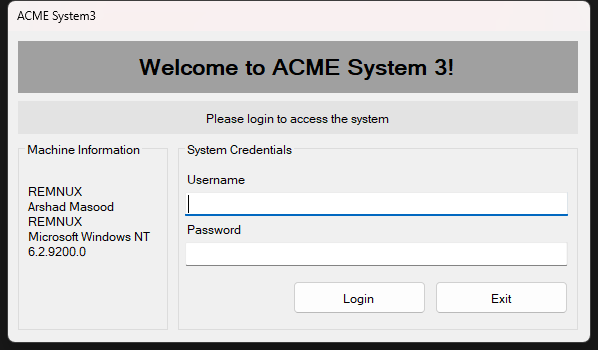 ACME System3
Welcome to ACME System 3!
Please login to access the system
Machine Information
REMNUX
Arshad Masood
REMNUX
Microsoft Windows NT
6.2.9200.0
System Credentials
Username
Password
Login
Exit